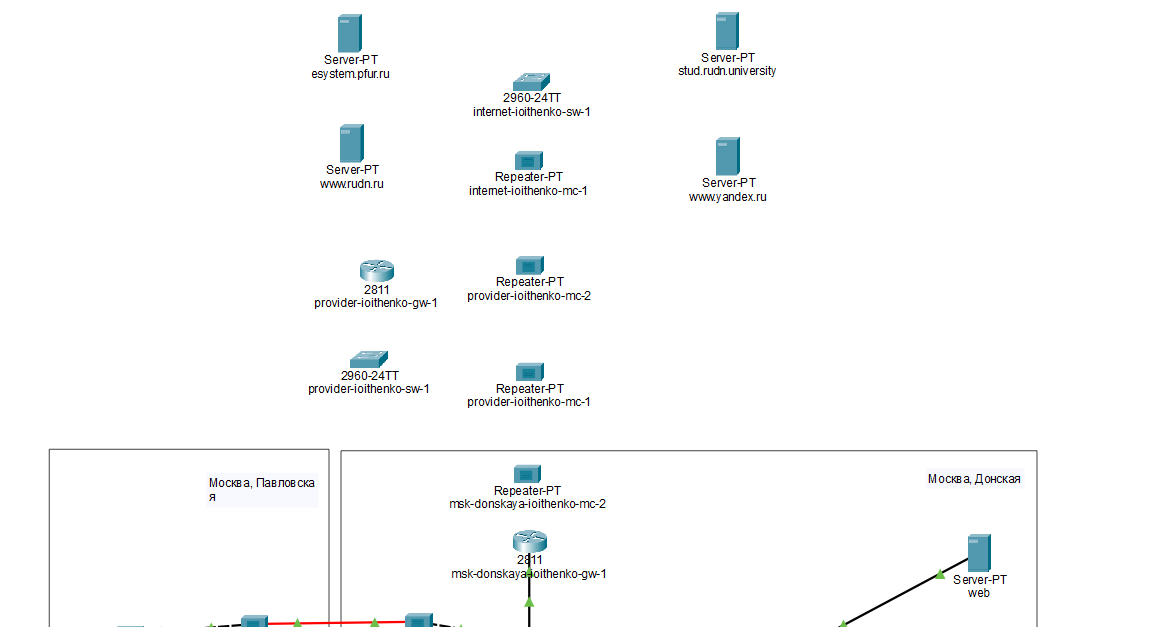 Server-PT
esystem.pfur.ru
Server-PT
stud.rudn.university
2960-24TT
internet-ioithenko-sw-1
Server-PT
www.rudn.ru
Repeater-PT
internet-ioithenko-mc-1
Server-PT
www.yandex.ru
2811
provider-ioithenko-gw-1
Repeater-PT
provider-ioithenko-mc-2
2960-24TT
provider-ioithenko-sw-1
Repeater-PT
provider-ioithenko-mc-1
Москва, Павловска
я
Repeater-PT
msk-donskaya-ioithenko-mc-2
Москва, Донская
2811
msk-donskaya-ioithenko-gw-1
Server-PT
web